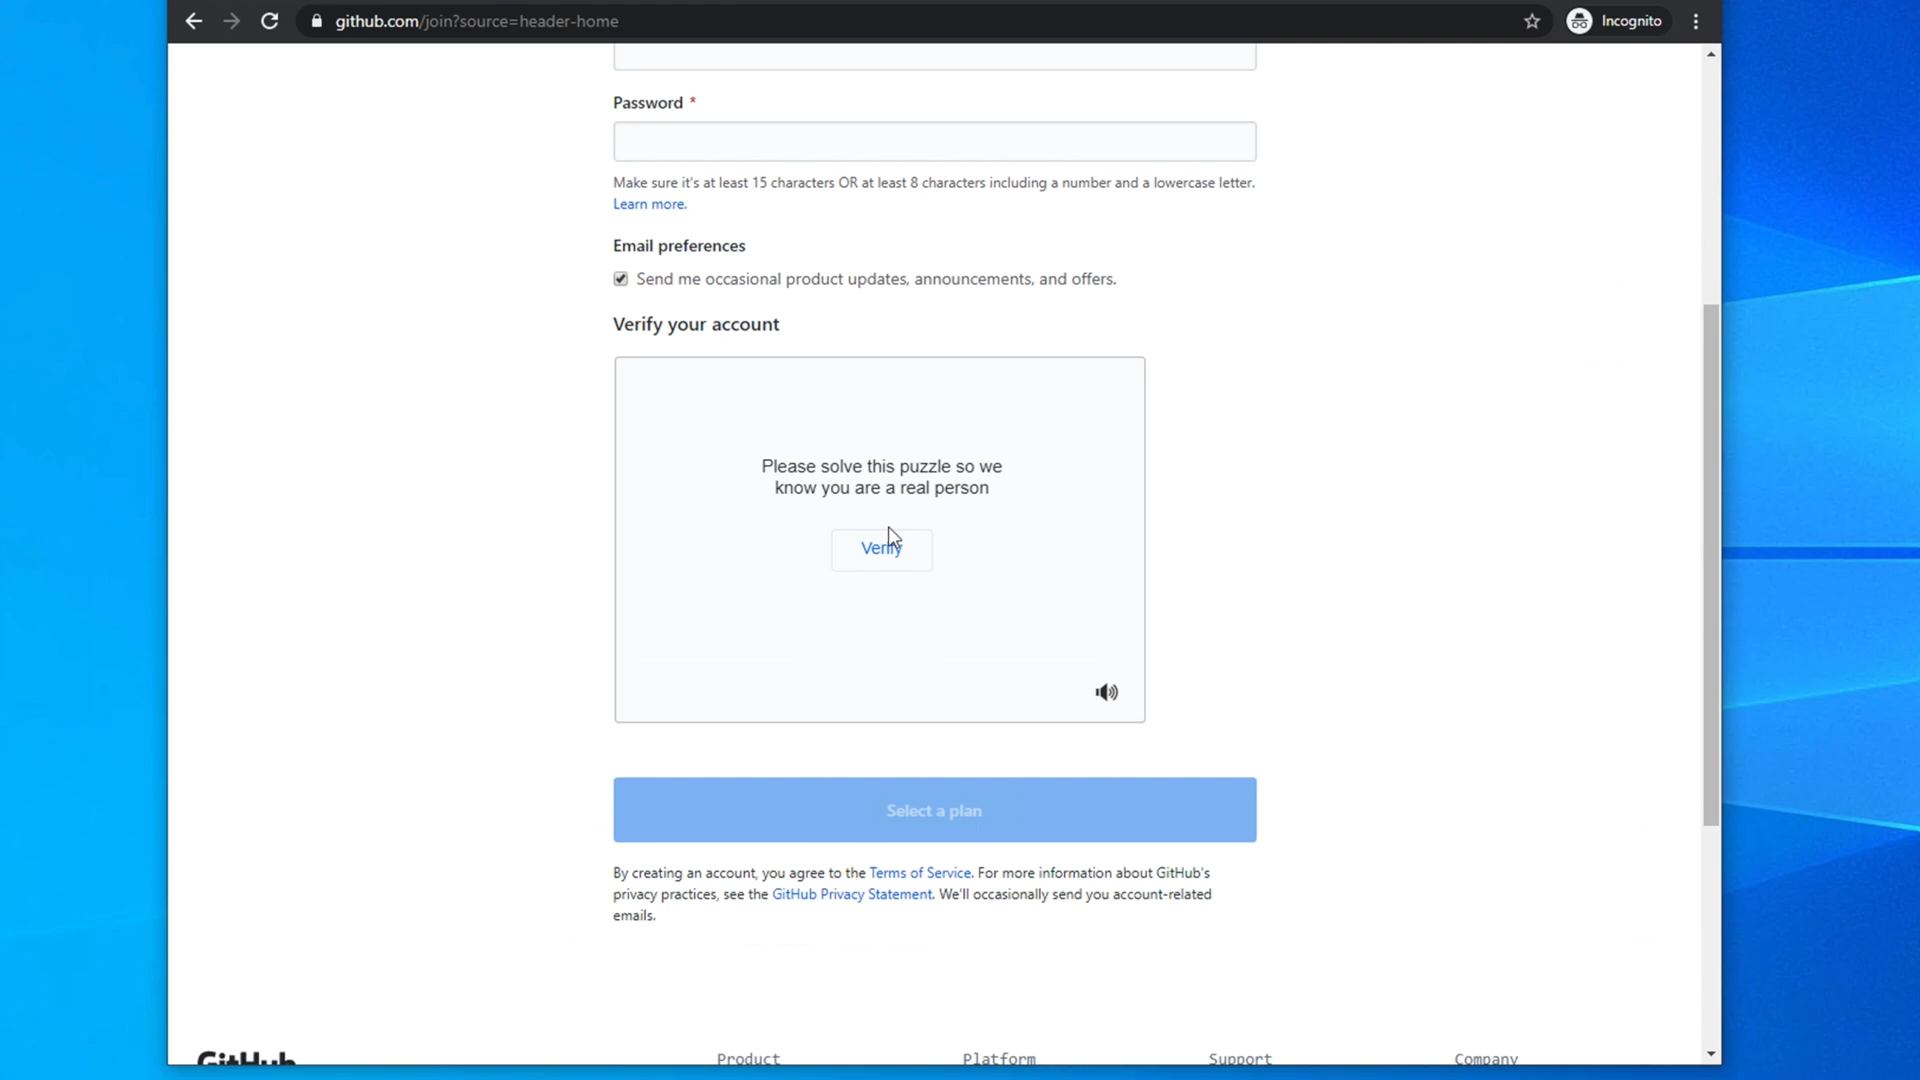 github.com/join?source=header-home
Incognito
Password *
Make sure it's at least 15 characters OR at least 8 characters including a number and a lowercase letter.
Learn more.
Email preferences
Send me occasional product updates, announcements, and offers.
Verify your account
Please solve this puzzle so we
know you are a real person
Verify
Select a plan
By creating an account, you agree to the Terms of Service. For more information about GitHub's
privacy practices, see the GitHub Privacy Statement. We'll occasionally send you account-related
emails.
GitHub
Product
Platform
Support
Company